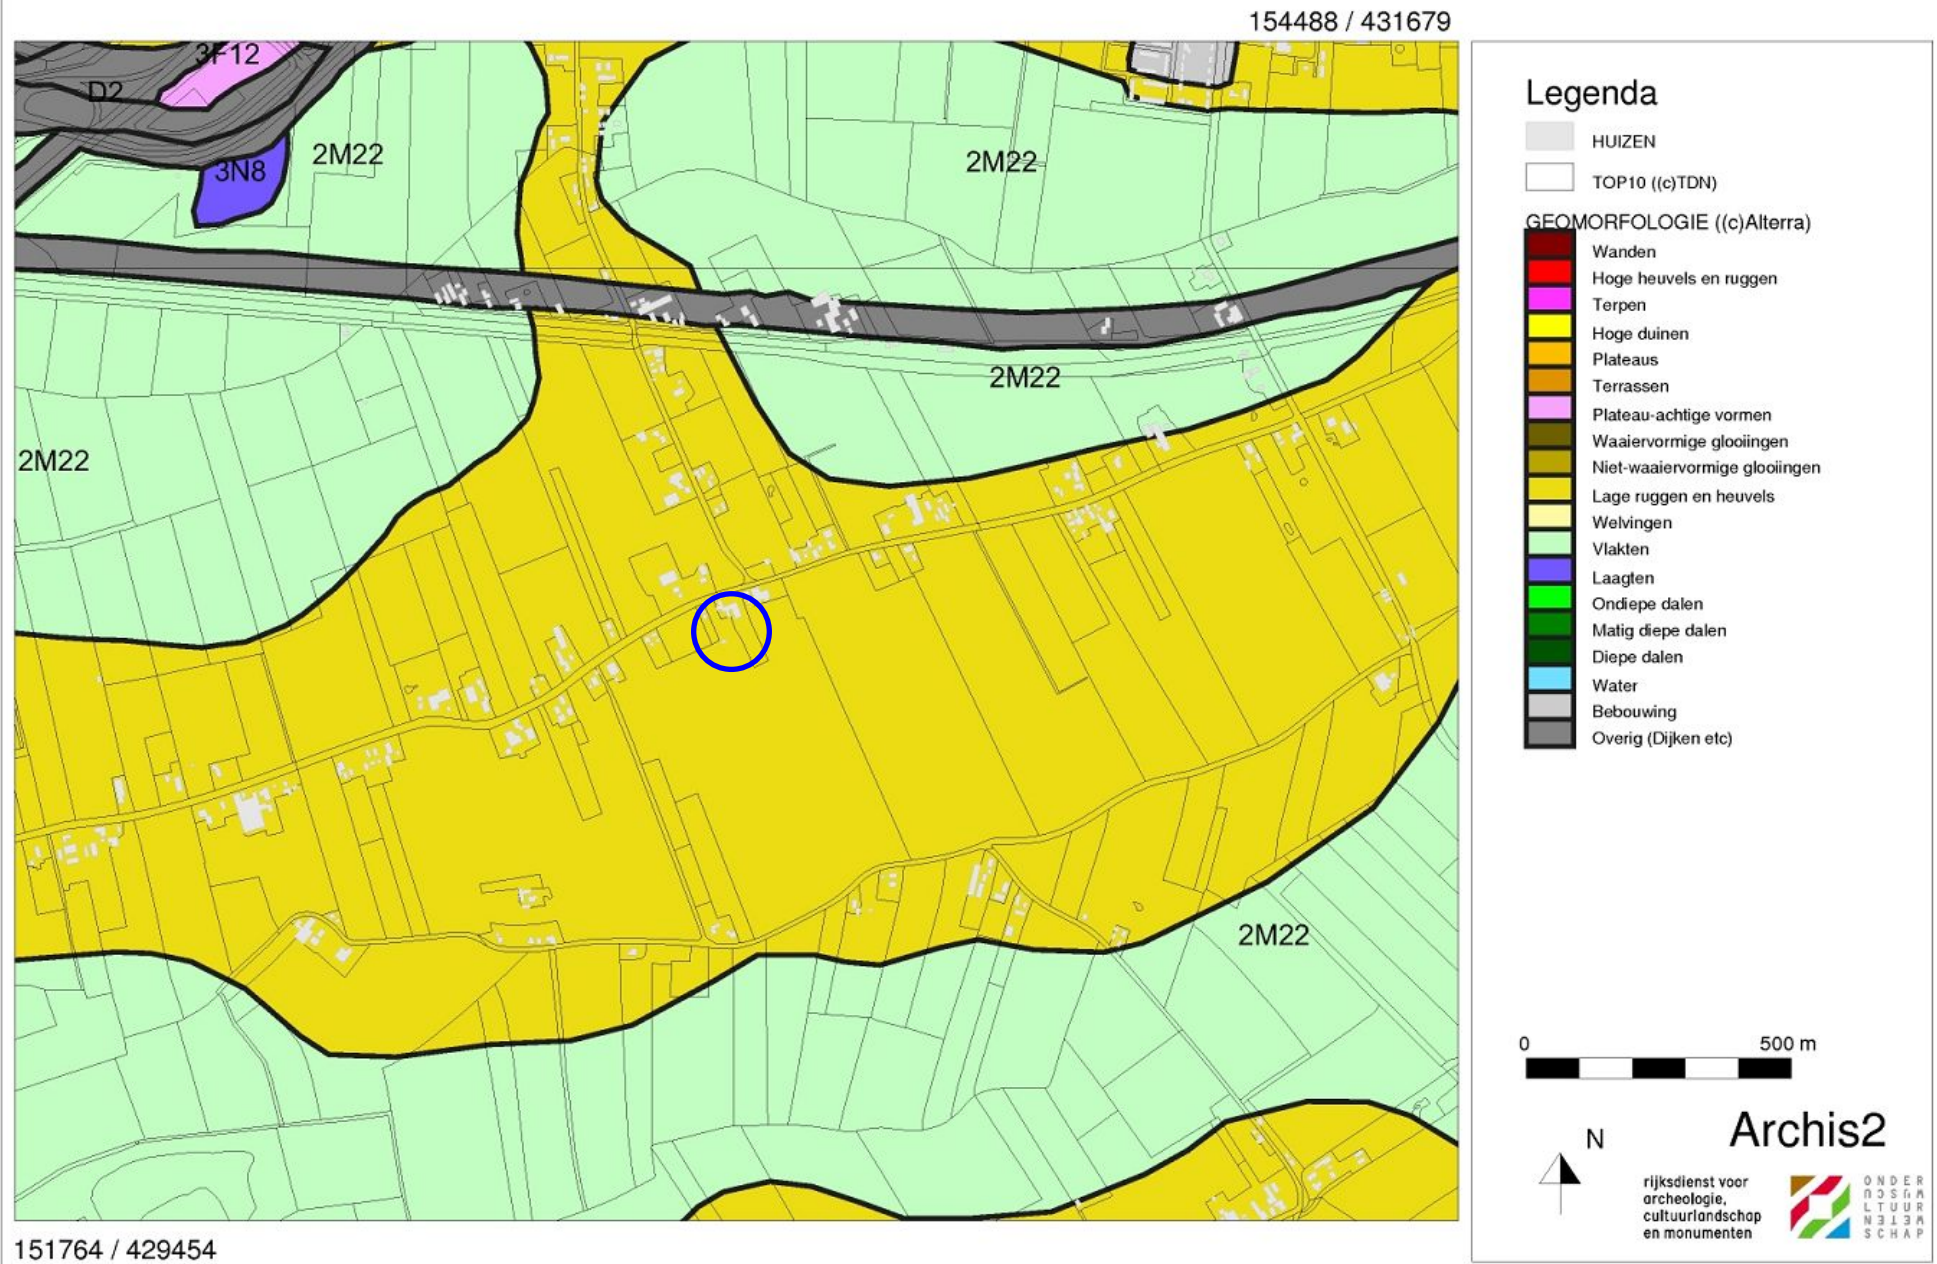 154488 / 431679
3F12
D2
2M22
3N8
2M22
2M22
2M22
2M22
151764 / 429454
Legenda
HUIZEN
TOP10 ((c)TDN)
GEOMORFOLOGIE ((c)Alterra)
Wanden
Hoge heuvels en ruggen
Terpen
Hoge duinen
Plateaus
Terrassen
Plateau-achtige vormen
Waaiervormige glooiingen
Niet-waaiervormige glooiingen
Lage ruggen en heuvels
Welvingen
Vlakten
Laagten
Ondiepe dalen
Matig diepe dalen
Diepe dalen
Water
Bebouwing
Overig (Dijken etc)
0 500 m
N
Archis2
rijksdienst voor
archeologie,
cultuurlandschap
en monumenten
ONDER
LTUUR
SCHAP